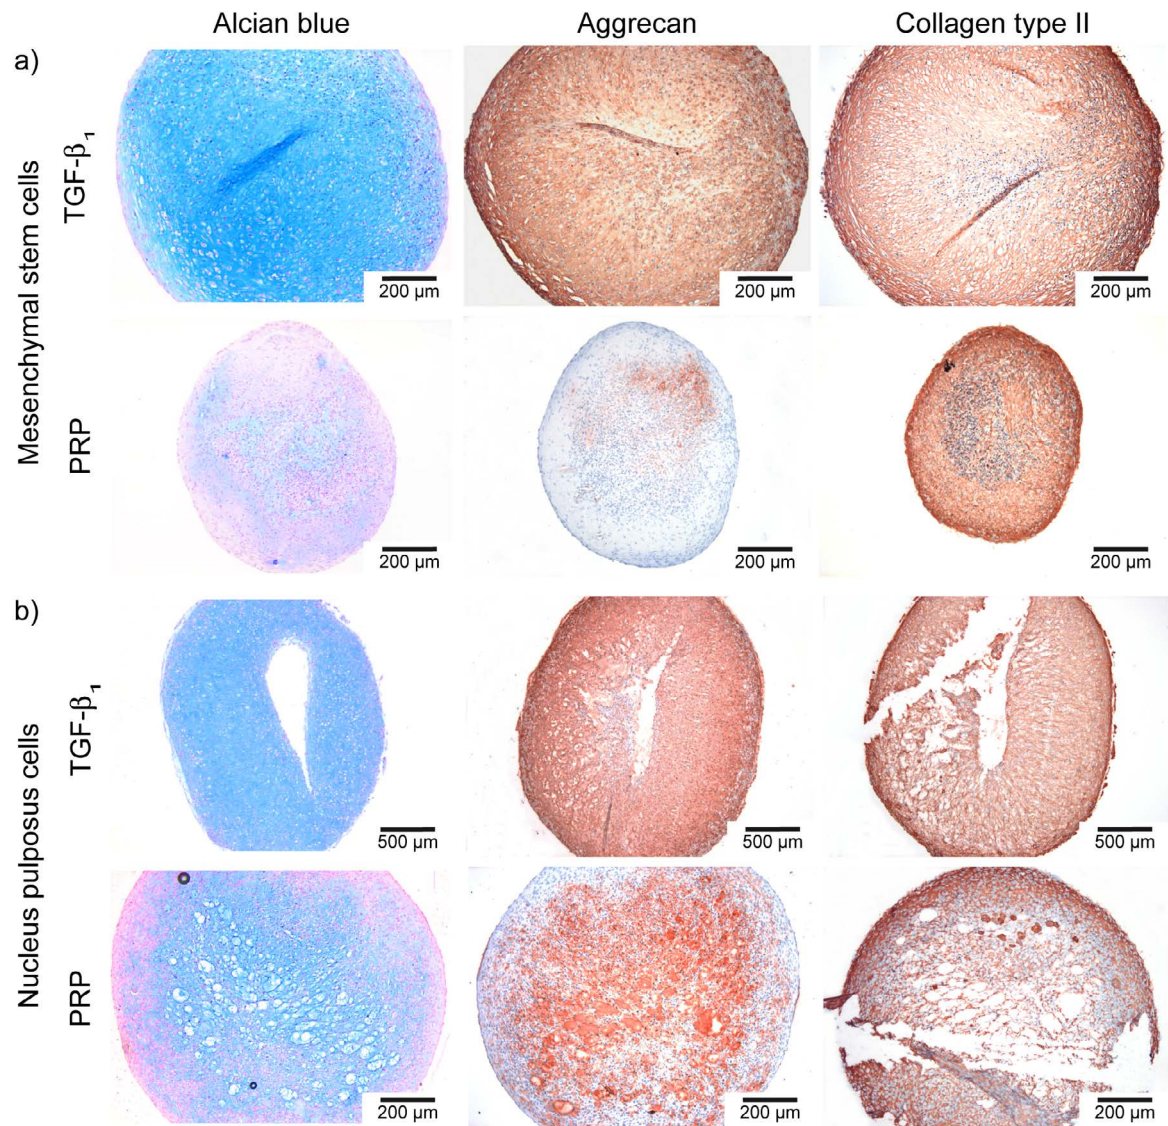 Alcian blue
Aggrecan
Collagen type II
a)
Mesenchymal stem cells
TGF-β₁
200 µm
200 µm
200 µm
PRP
200 µm
200 µm
200 µm
b)
Nucleus pulposus cells
TGF-β₁
500 µm
500 µm
500 µm
PRP
200 µm
200 µm
200 µm